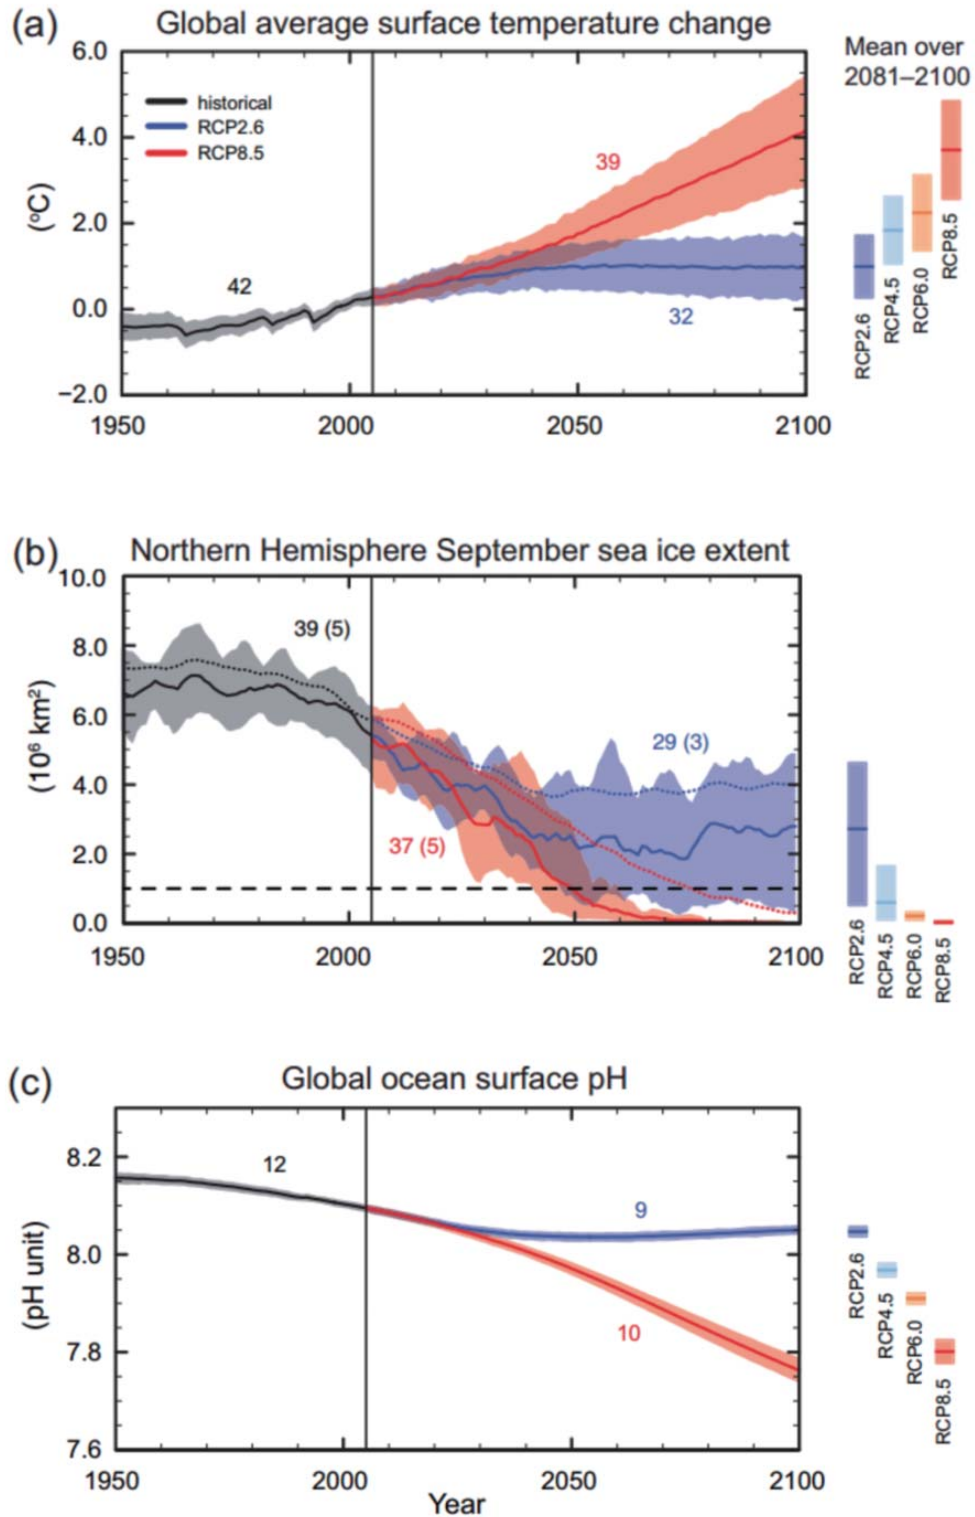 (a) Global average surface temperature change
Mean over
2081–2100
6.0
4.0
2.0
0.0
−2.0
(°C)
historical
RCP2.6
RCP8.5
42
39
32
1950 2000 2050 2100
RCP2.6
RCP4.5
RCP6.0
RCP8.5
(b) Northern Hemisphere September sea ice extent
10.0
8.0
6.0
4.0
2.0
0.0
(10⁶ km²)
39 (5)
29 (3)
37 (5)
1950 2000 2050 2100
RCP2.6
RCP4.5
RCP6.0
RCP8.5
(c) Global ocean surface pH
8.2
8.0
7.8
7.6
(pH unit)
12
9
10
1950 2000 2050 2100
Year
RCP2.6
RCP4.5
RCP6.0
RCP8.5